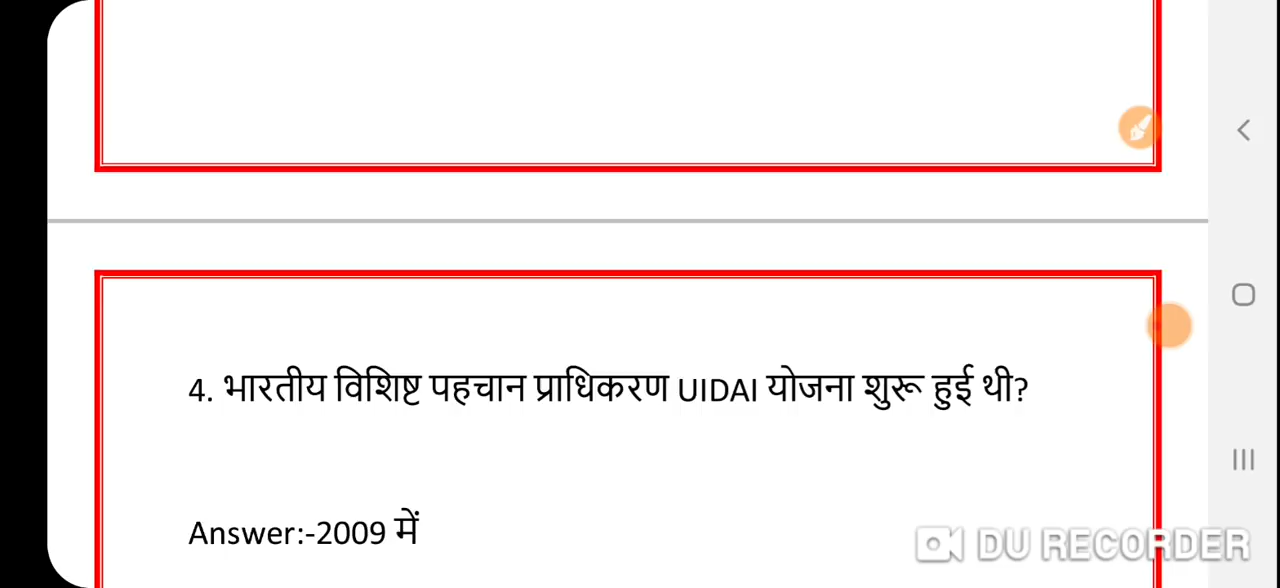 4. भारतीय विशिष्ट पहचान प्राधिकरण UIDAI योजना शुरू हुई थी?
Answer:-2009 में
DU RECORDER